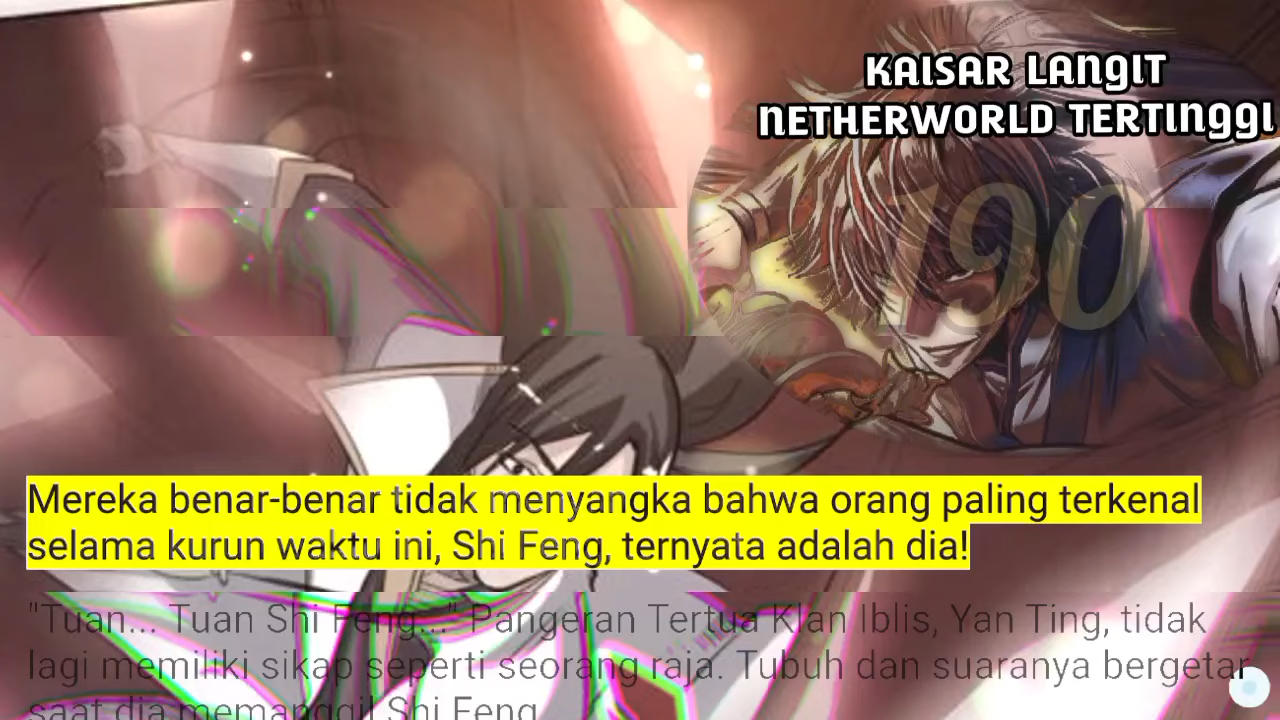 KAISAR LANGIT
NETHERWORLD TERTINGGI
190
Mereka benar-benar tidak menyangka bahwa orang paling terkenal
selama kurun waktu ini, Shi Feng, ternyata adalah dia!
"Tuan... Tuan Shi Feng..." Pangeran Tertua Klan Iblis, Yan Ting, tidak
lagi memiliki sikap seperti seorang raja. Tubuh dan suaranya bergetar
saat dia memanggil Shi Feng